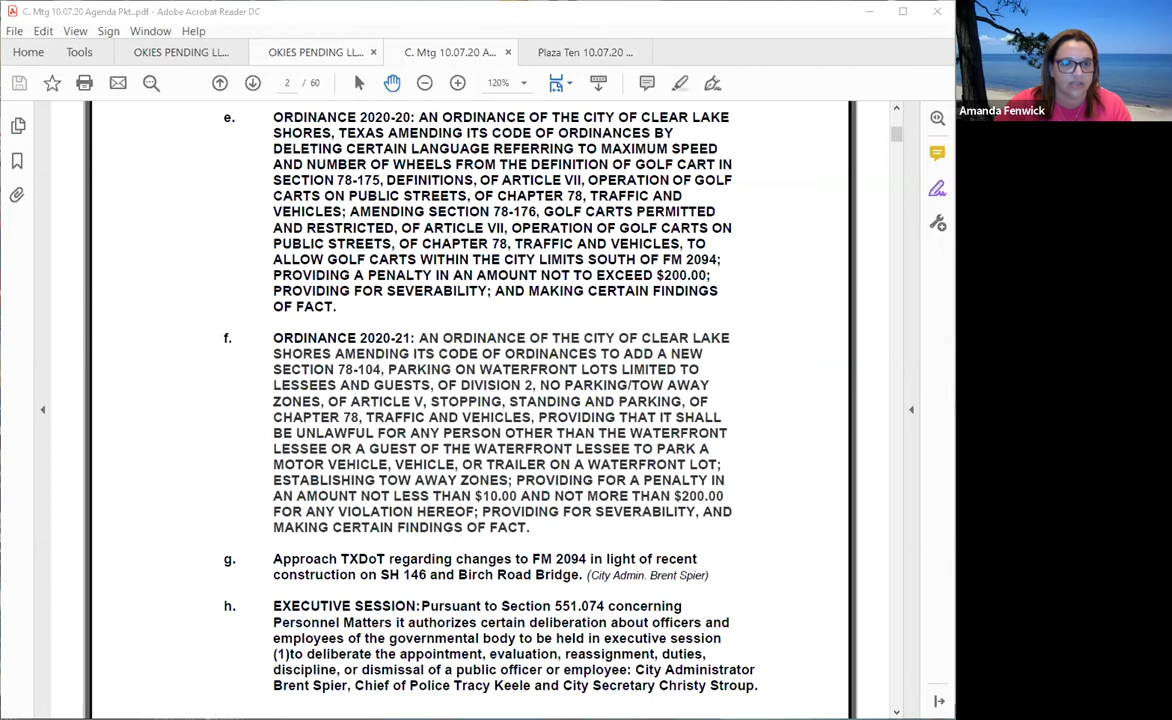 C. Mtg 10.07.20 Agenda Pkt..pdf - Adobe Acrobat Reader DC
File Edit View Sign Window Help
Home Tools OKIES PENDING LL... OKIES PENDING LL... × C. Mtg 10.07.20 A... × Plaza Ten 10.07.20 ...
2 / 60 120%
Amanda Fenwick
e. ORDINANCE 2020-20: AN ORDINANCE OF THE CITY OF CLEAR LAKE
SHORES, TEXAS AMENDING ITS CODE OF ORDINANCES BY
DELETING CERTAIN LANGUAGE REFERRING TO MAXIMUM SPEED
AND NUMBER OF WHEELS FROM THE DEFINITION OF GOLF CART IN
SECTION 78-175, DEFINITIONS, OF ARTICLE VII, OPERATION OF GOLF
CARTS ON PUBLIC STREETS, OF CHAPTER 78, TRAFFIC AND
VEHICLES; AMENDING SECTION 78-176, GOLF CARTS PERMITTED
AND RESTRICTED, OF ARTICLE VII, OPERATION OF GOLF CARTS ON
PUBLIC STREETS, OF CHAPTER 78, TRAFFIC AND VEHICLES, TO
ALLOW GOLF CARTS WITHIN THE CITY LIMITS SOUTH OF FM 2094;
PROVIDING A PENALTY IN AN AMOUNT NOT TO EXCEED $200.00;
PROVIDING FOR SEVERABILITY; AND MAKING CERTAIN FINDINGS
OF FACT.
f. ORDINANCE 2020-21: AN ORDINANCE OF THE CITY OF CLEAR LAKE
SHORES AMENDING ITS CODE OF ORDINANCES TO ADD A NEW
SECTION 78-104, PARKING ON WATERFRONT LOTS LIMITED TO
LESSEES AND GUESTS, OF DIVISION 2, NO PARKING/TOW AWAY
ZONES, OF ARTICLE V, STOPPING, STANDING AND PARKING, OF
CHAPTER 78, TRAFFIC AND VEHICLES, PROVIDING THAT IT SHALL
BE UNLAWFUL FOR ANY PERSON OTHER THAN THE WATERFRONT
LESSEE OR A GUEST OF THE WATERFRONT LESSEE TO PARK A
MOTOR VEHICLE, VEHICLE, OR TRAILER ON A WATERFRONT LOT;
ESTABLISHING TOW AWAY ZONES; PROVIDING FOR A PENALTY IN
AN AMOUNT NOT LESS THAN $10.00 AND NOT MORE THAN $200.00
FOR ANY VIOLATION HEREOF; PROVIDING FOR SEVERABILITY, AND
MAKING CERTAIN FINDINGS OF FACT.
g. Approach TXDoT regarding changes to FM 2094 in light of recent
construction on SH 146 and Birch Road Bridge. (City Admin. Brent Spier)
h. EXECUTIVE SESSION: Pursuant to Section 551.074 concerning
Personnel Matters it authorizes certain deliberation about officers and
employees of the governmental body to be held in executive session
(1)to deliberate the appointment, evaluation, reassignment, duties,
discipline, or dismissal of a public officer or employee: City Administrator
Brent Spier, Chief of Police Tracy Keele and City Secretary Christy Stroup.